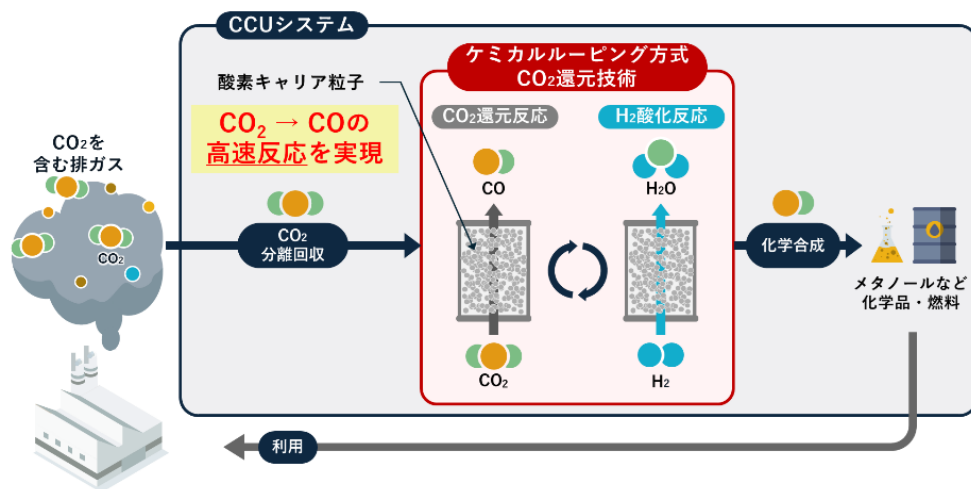 CCUシステム
ケミカルルーピング方式
CO₂還元技術
酸素キャリア粒子
CO₂ → COの
高速反応を実現
CO₂還元反応
H₂酸化反応
CO₂を
含む排ガス
CO₂
CO
H₂O
CO₂
分離回収
化学合成
メタノールなど
化学品・燃料
CO₂
H₂
利用